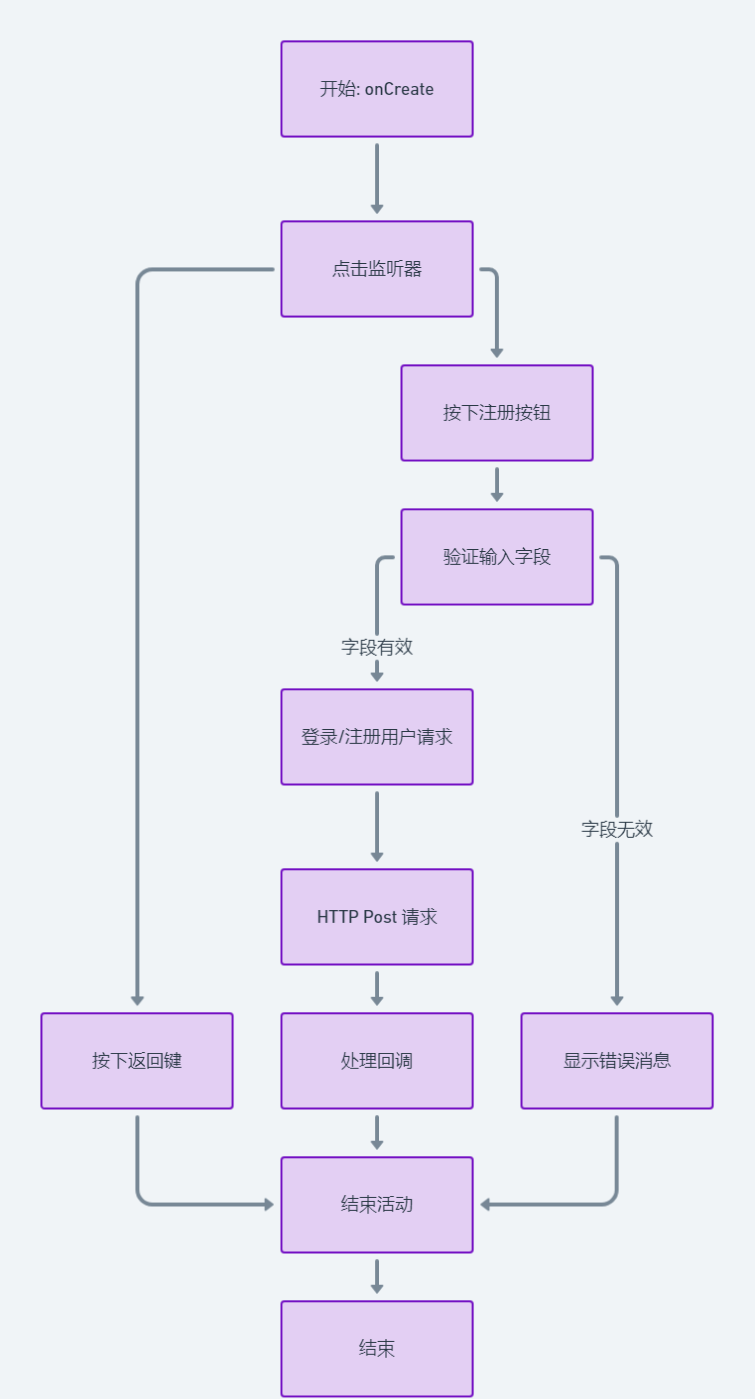 开始: onCreate
点击监听器
按下注册按钮
验证输入字段
字段有效
登录/注册用户请求
字段无效
HTTP Post 请求
按下返回键
处理回调
显示错误消息
结束活动
结束